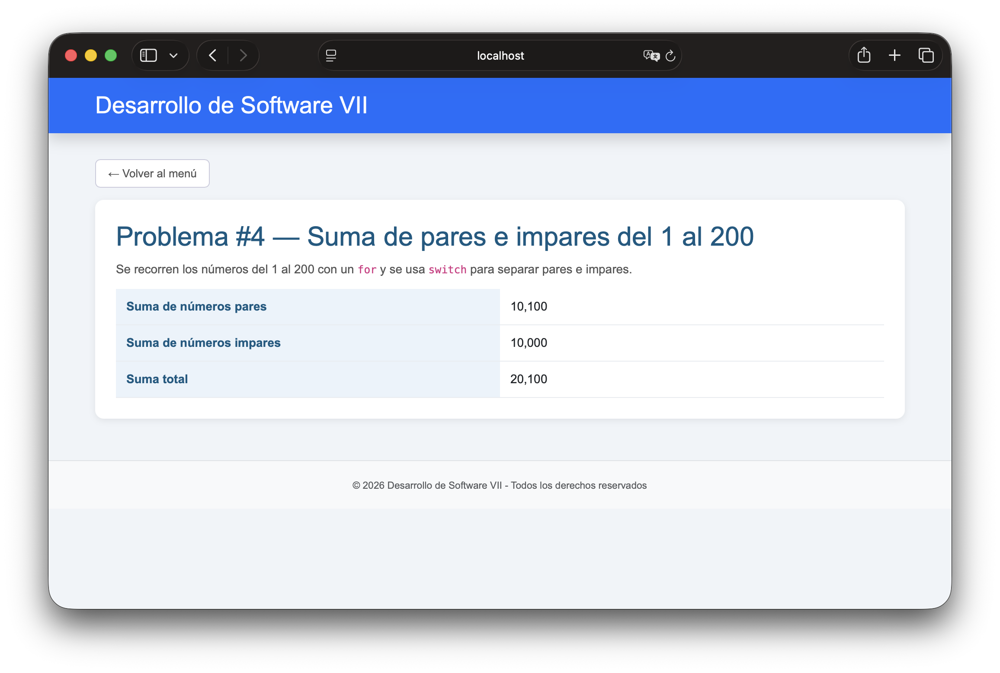 localhost
Desarrollo de Software VII
← Volver al menú
Problema #4 — Suma de pares e impares del 1 al 200
Se recorren los números del 1 al 200 con un for y se usa switch para separar pares e impares.
Suma de números pares 10,100
Suma de números impares 10,000
Suma total 20,100
© 2026 Desarrollo de Software VII - Todos los derechos reservados